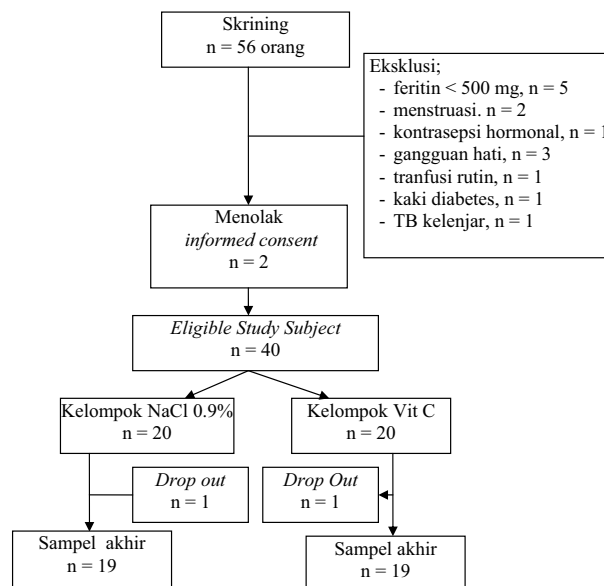 Skrining
n = 56 orang
Eksklusi;
- feritin < 500 mg, n = 5
- menstruasi. n = 2
- kontrasepsi hormonal, n = 1
- gangguan hati, n = 3
- tranfusi rutin, n = 1
- kaki diabetes, n = 1
- TB kelenjar, n = 1
Menolak
informed consent
n = 2
Eligible Study Subject
n = 40
Kelompok NaCl 0.9%
n = 20
Kelompok Vit C
n = 20
Drop out
n = 1
Drop Out
n = 1
Sampel akhir
n = 19
Sampel akhir
n = 19